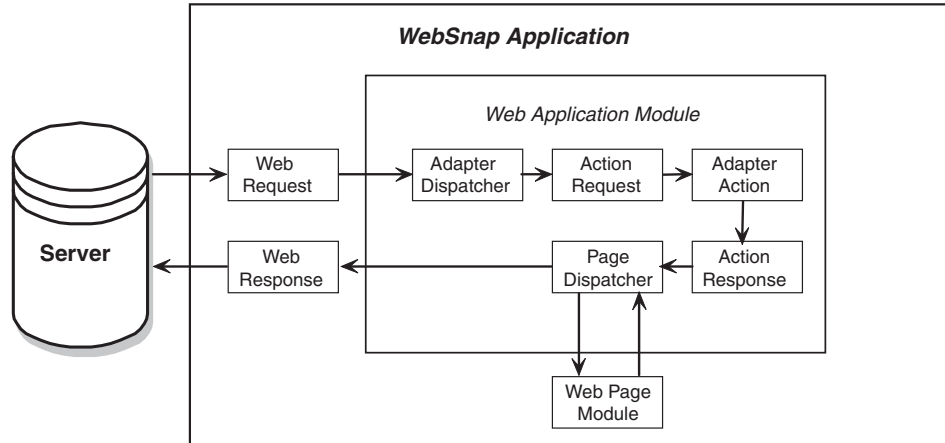 WebSnap Application
Web Application Module
Web
Request
Adapter
Dispatcher
Action
Request
Adapter
Action
Server
Web
Response
Page
Dispatcher
Action
Response
Web Page
Module